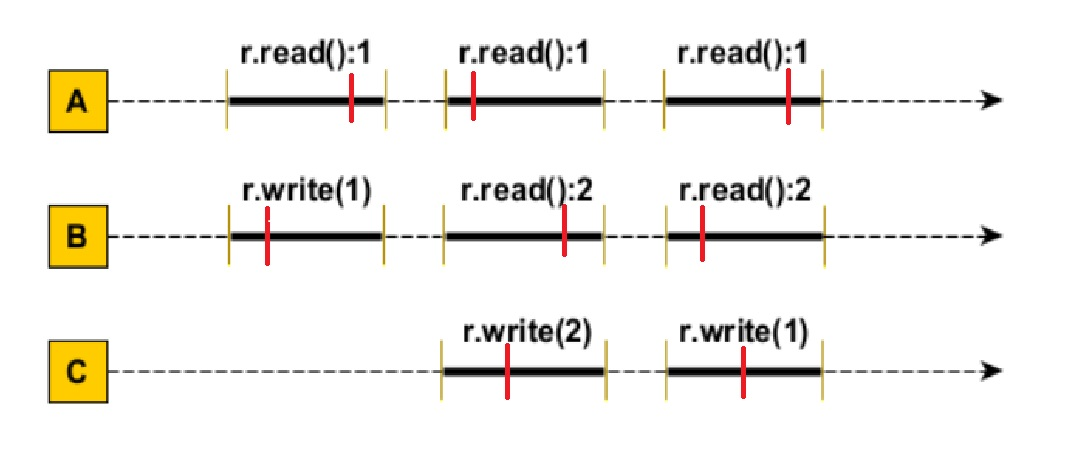 r.read():1 r.read():1 r.read():1
A
r.write(1) r.read():2 r.read():2
B
r.write(2) r.write(1)
C